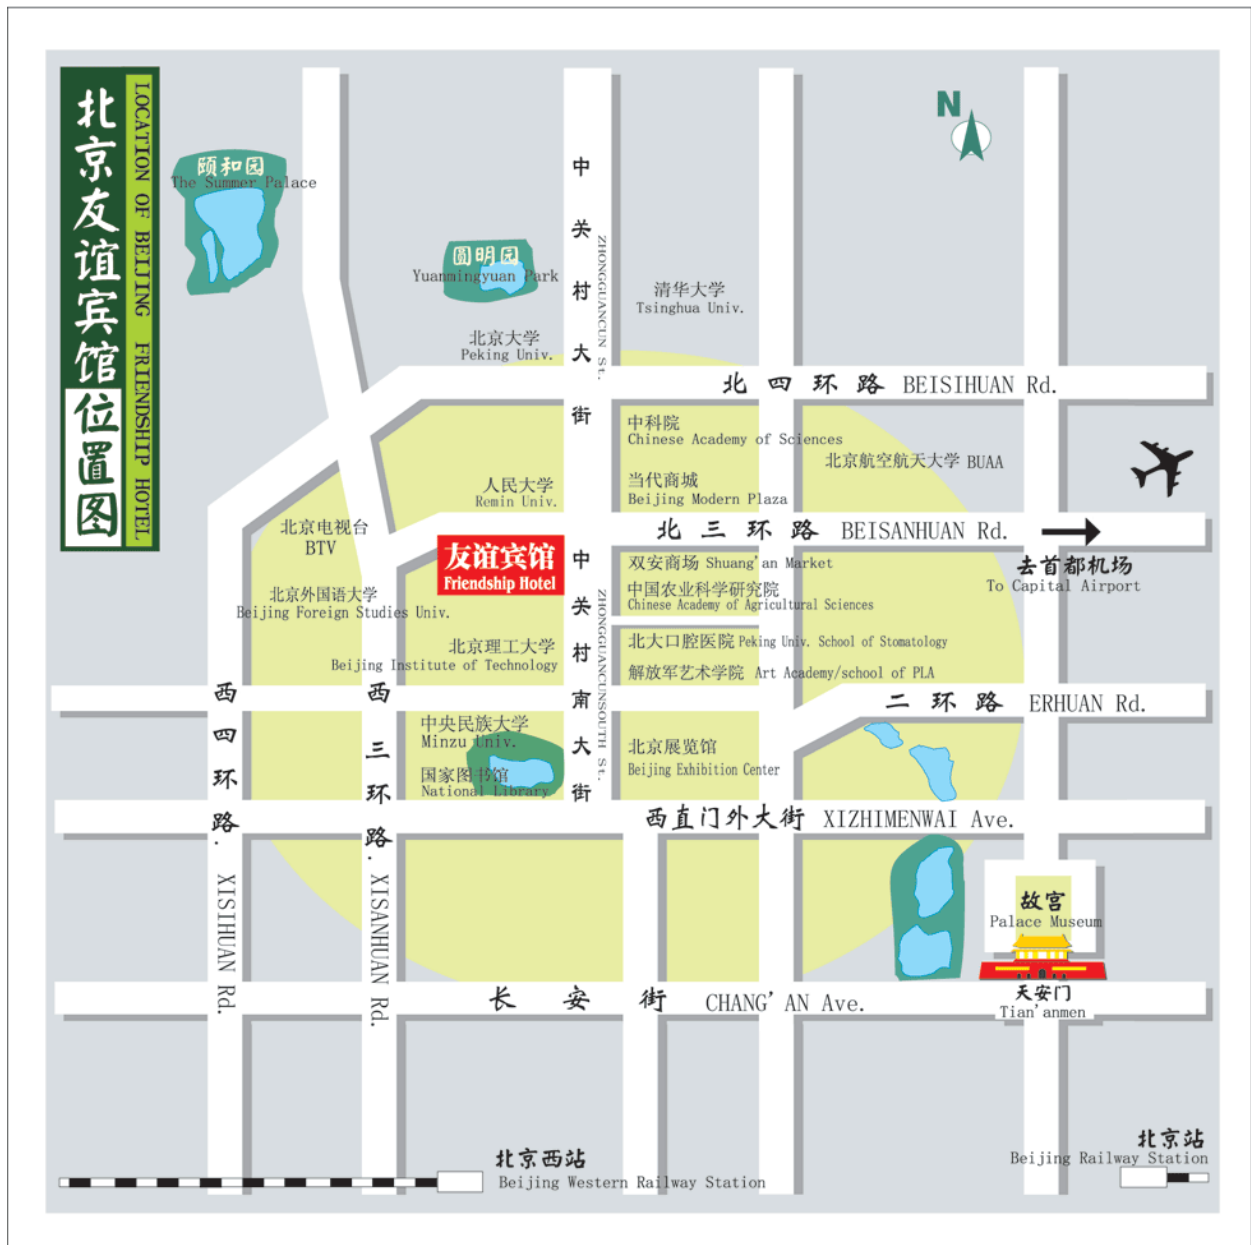 北京友谊宾馆位置图
LOCATION OF BEIJING FRIENDSHIP HOTEL
N
颐和园
The Summer Palace
圆明园
Yuanmingyuan Park
中关村大街
ZHONGGUANCUN St.
清华大学
Tsinghua Univ.
北京大学
Peking Univ.
北四环路 BEISIHUAN Rd.
中科院
Chinese Academy of Sciences
北京航空航天大学 BUAA
人民大学
Remin Univ.
当代商城
Beijing Modern Plaza
北京电视台
BTV
北三环路 BEISANHUAN Rd.
去首都机场
To Capital Airport
友谊宾馆
Friendship Hotel
双安商场 Shuang'an Market
中国农业科学研究院
Chinese Academy of Agricultural Sciences
北京外国语大学
Beijing Foreign Studies Univ.
中关村南大街
ZHONGGUANCUNSOUTH St.
北京理工大学
Beijing Institute of Technology
北大口腔医院 Peking Univ. School of Stomatology
解放军艺术学院 Art Academy/school of PLA
二环路 ERHUAN Rd.
西四环路. XISIHUAN Rd.
西三环路. XISANHUAN Rd.
中央民族大学
Minzu Univ.
国家图书馆
National Library
北京展览馆
Beijing Exhibition Center
西直门外大街 XIZHIMENWAI Ave.
故宫
Palace Museum
天安门
Tian'anmen
长安街 CHANG'AN Ave.
北京西站
Beijing Western Railway Station
北京站
Beijing Railway Station